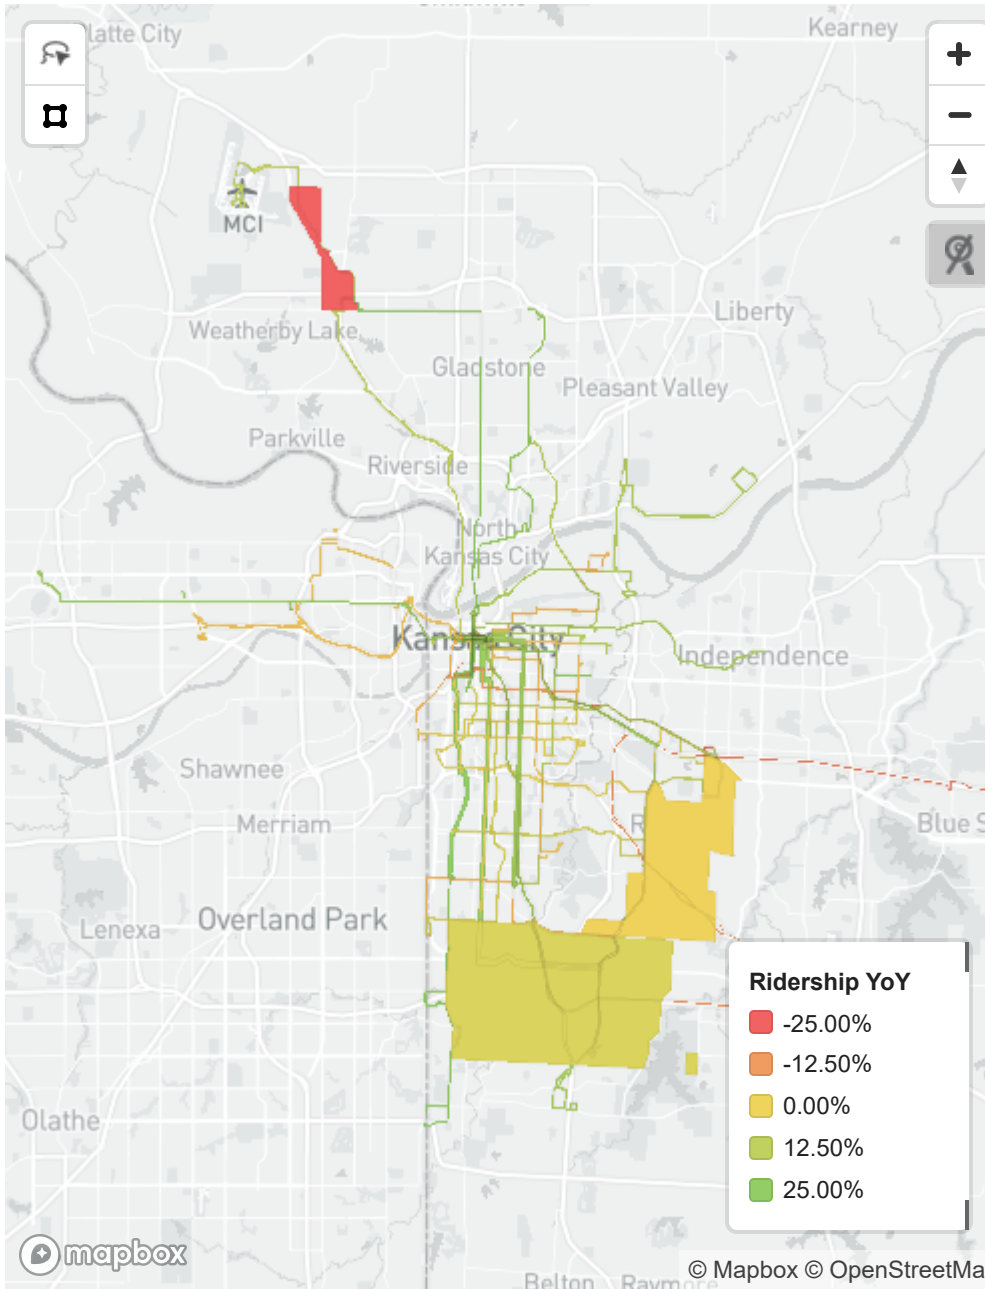 Platte City
Kearney
MCI
Liberty
Weatherby Lake
Gladstone
Pleasant Valley
Parkville
Riverside
North
Kansas City
Kansas City
Independence
Shawnee
Merriam
R
Blue S
Overland Park
Lenexa
Ridership YoY
-25.00%
-12.50%
0.00%
12.50%
25.00%
Olathe
mapbox
© Mapbox © OpenStreetMa
Belton
Raymore